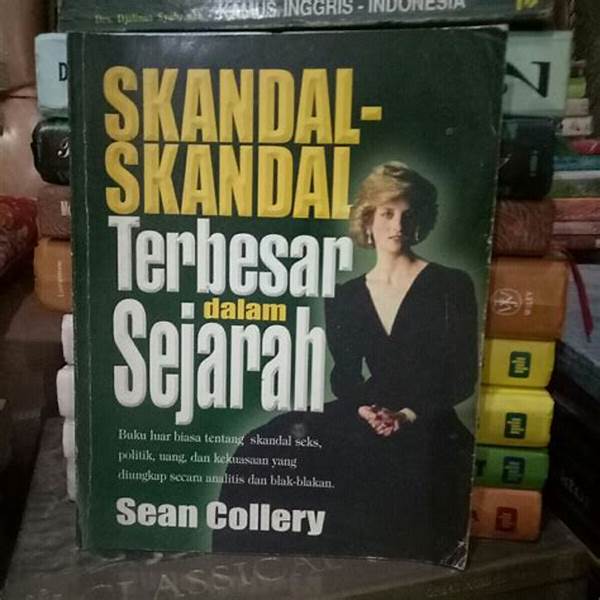 KAMUS INGGRIS - INDONESIA
SKANDAL-
SKANDAL
Terbesar
dalam
Sejarah
Buku luar biasa tentang skandal seks,
politik, uang, dan kekuasaan yang
diungkap secara analitis dan blak-blakan.
Sean Collery
WILEY
CLASSICAL